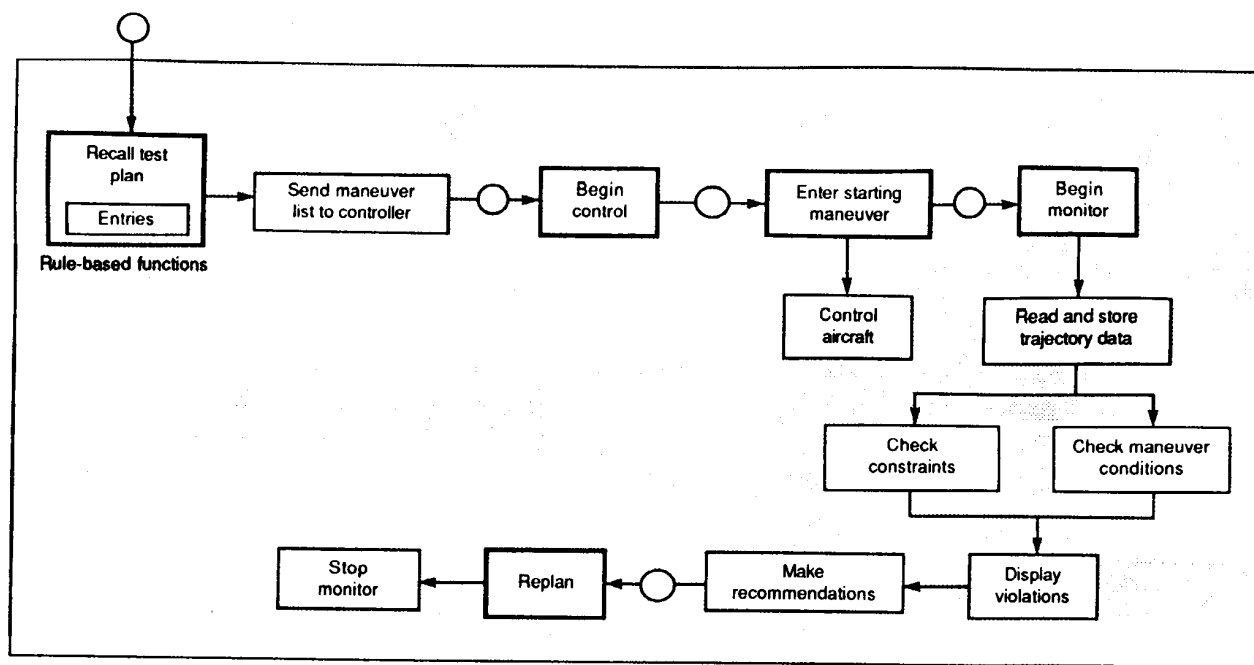 Recall test
plan
Entries
Rule-based functions
Send maneuver
list to controller
Begin
control
Enter starting
maneuver
Begin
monitor
Control
aircraft
Read and store
trajectory data
Check
constraints
Check maneuver
conditions
Stop
monitor
Replan
Make
recommendations
Display
violations